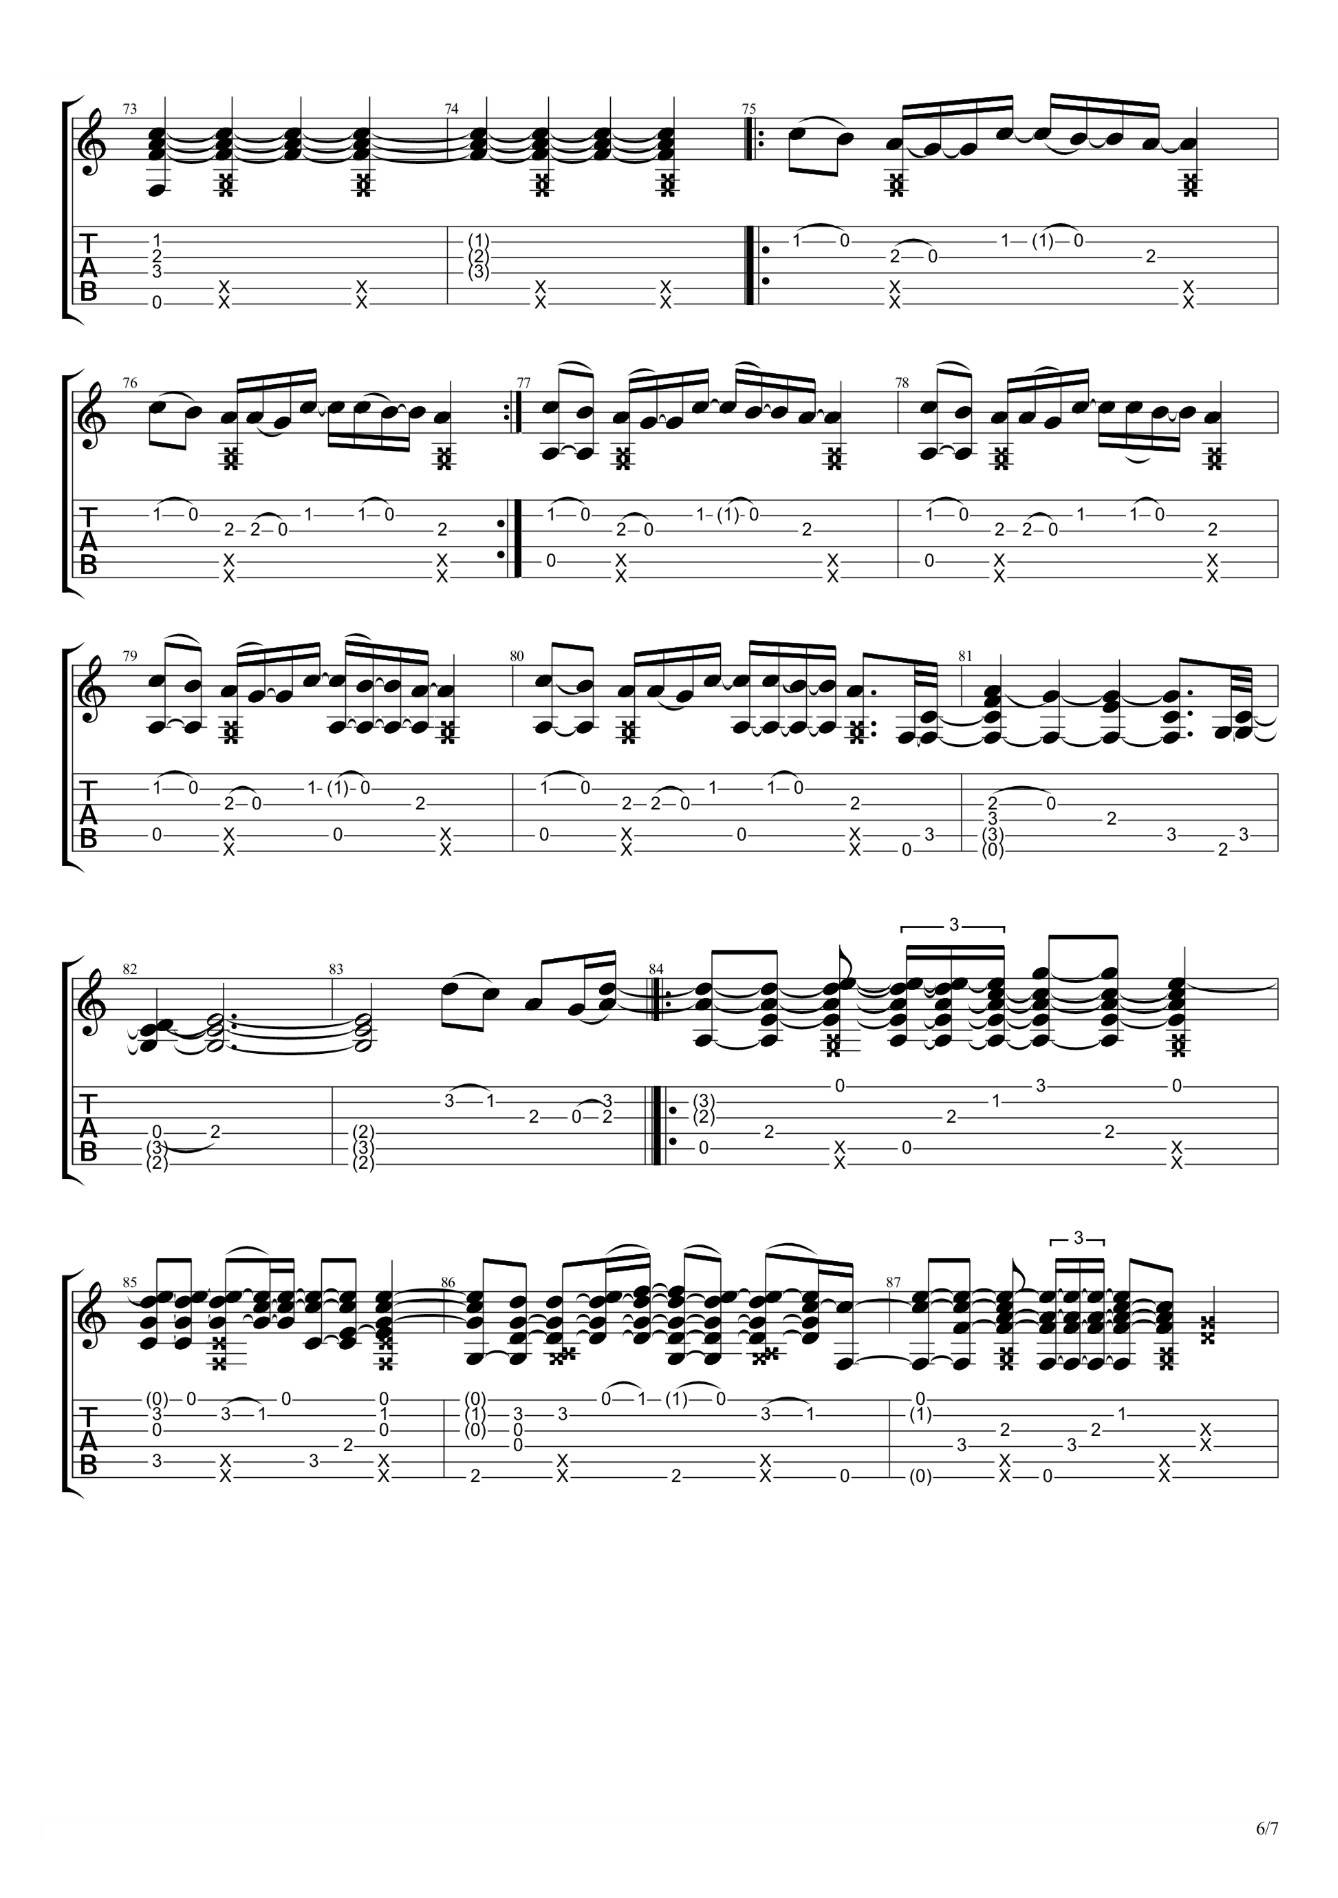 73 74 75
T 1 (1) 1 0 1 (1) 0
2 (2) 2 0 2
A 3 (3)
B X X X X X X
0 X X X X X X
76 77 78
T 1 0 1 1 0 1 0 1 (1) 0 1 0 1 1 0
2 2 0 2 2 0 2 2 2 0 2
A
B X X 0 X X 0 X X
X X X X X X
79 80 81
T 1 0 1 (1) 0 1 0 1 1 0
2 0 2 2 2 0 2 2 0
A 3 2
B 0 X 0 X 0 X 0 X 3 (3) 3 3
X X X X 0 (0) 2
3
82 83 84
0 3 0
T 3 1 3 (3) 1
2 0 2 (2) 2
A 0 2 (2) 2 2
B (3) (3) 0 X 0 X
(2) (2) X X
3
85 86 87
(0) 0 0 0 (0) 0 1 (1) 0 0
T 3 3 1 1 (1) 3 3 3 1 (1) 1
0 0 (0) 0 2 2 X
A 2 0 3 3 X
B 3 X 3 X X X X X
X X 2 X 2 X 0 (0) X 0 X
6/7